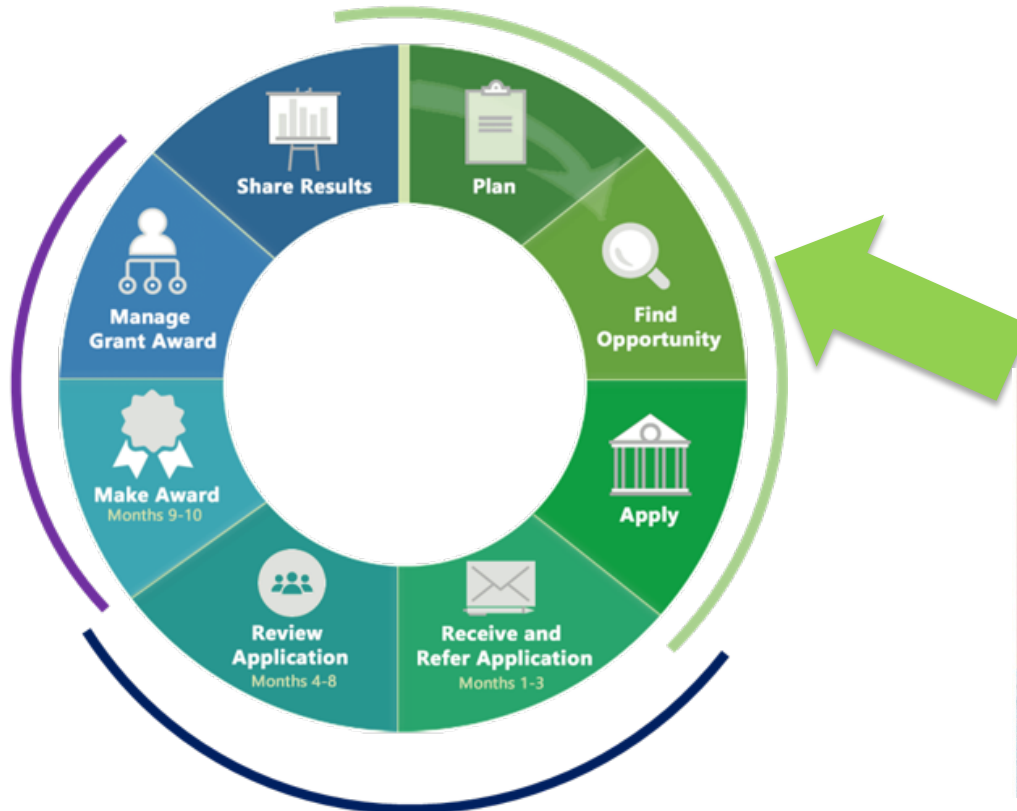 Plan
Find
Opportunity
Apply
Receive and
Refer Application
Months 1-3
Review
Application
Months 4-8
Make Award
Months 9-10
Manage
Grant Award
Share Results